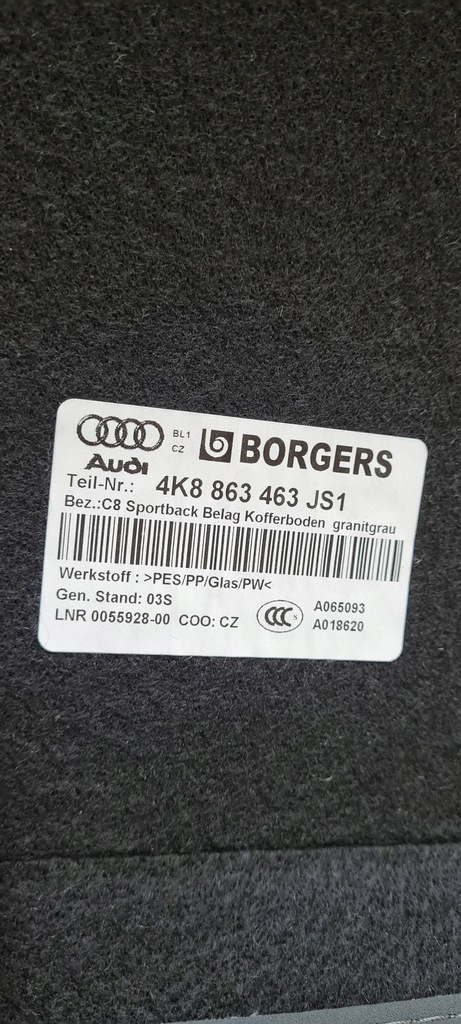 BL1
CZ
BORGERS
Audi
Teil-Nr.: 4K8 863 463 JS1
Bez.:C8 Sportback Belag Kofferboden granitgrau
Werkstoff : >PES/PP/Glas/PW<
Gen. Stand: 03S
LNR 0055928-00 COO: CZ
CCC S
A065093
A018620